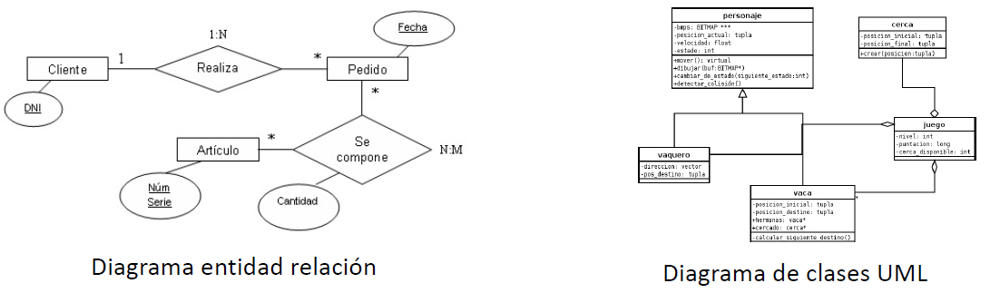 1:N
Fecha
Cliente
1
Realiza
*
Pedido
*
DNI
Artículo
*
Se
compone
N:M
Núm
Serie
Cantidad
Diagrama entidad relación
personaje
-bmps: BITMAP ***
-posicion_actual: tupla
-velocidad: float
-estado: int
+mover(): virtual
+dibujar(buf:BITMAP*)
+cambiar_de_estado(siguiente_estado:int)
+detectar_colisión()
cerca
-posicion_inicial: tupla
-posicion_final: tupla
+crear(posicion:tupla)
juego
-nivel: int
-puntacion: long
-cerca_disponible: int
vaquero
-direccion: vector
-pos_destino: tupla
vaca
-posicion_inicial: tupla
-posicion_destino: tupla
+hermanas: vaca*
+cercado: cerca*
-calcular_siguiente_destino()
*
Diagrama de clases UML